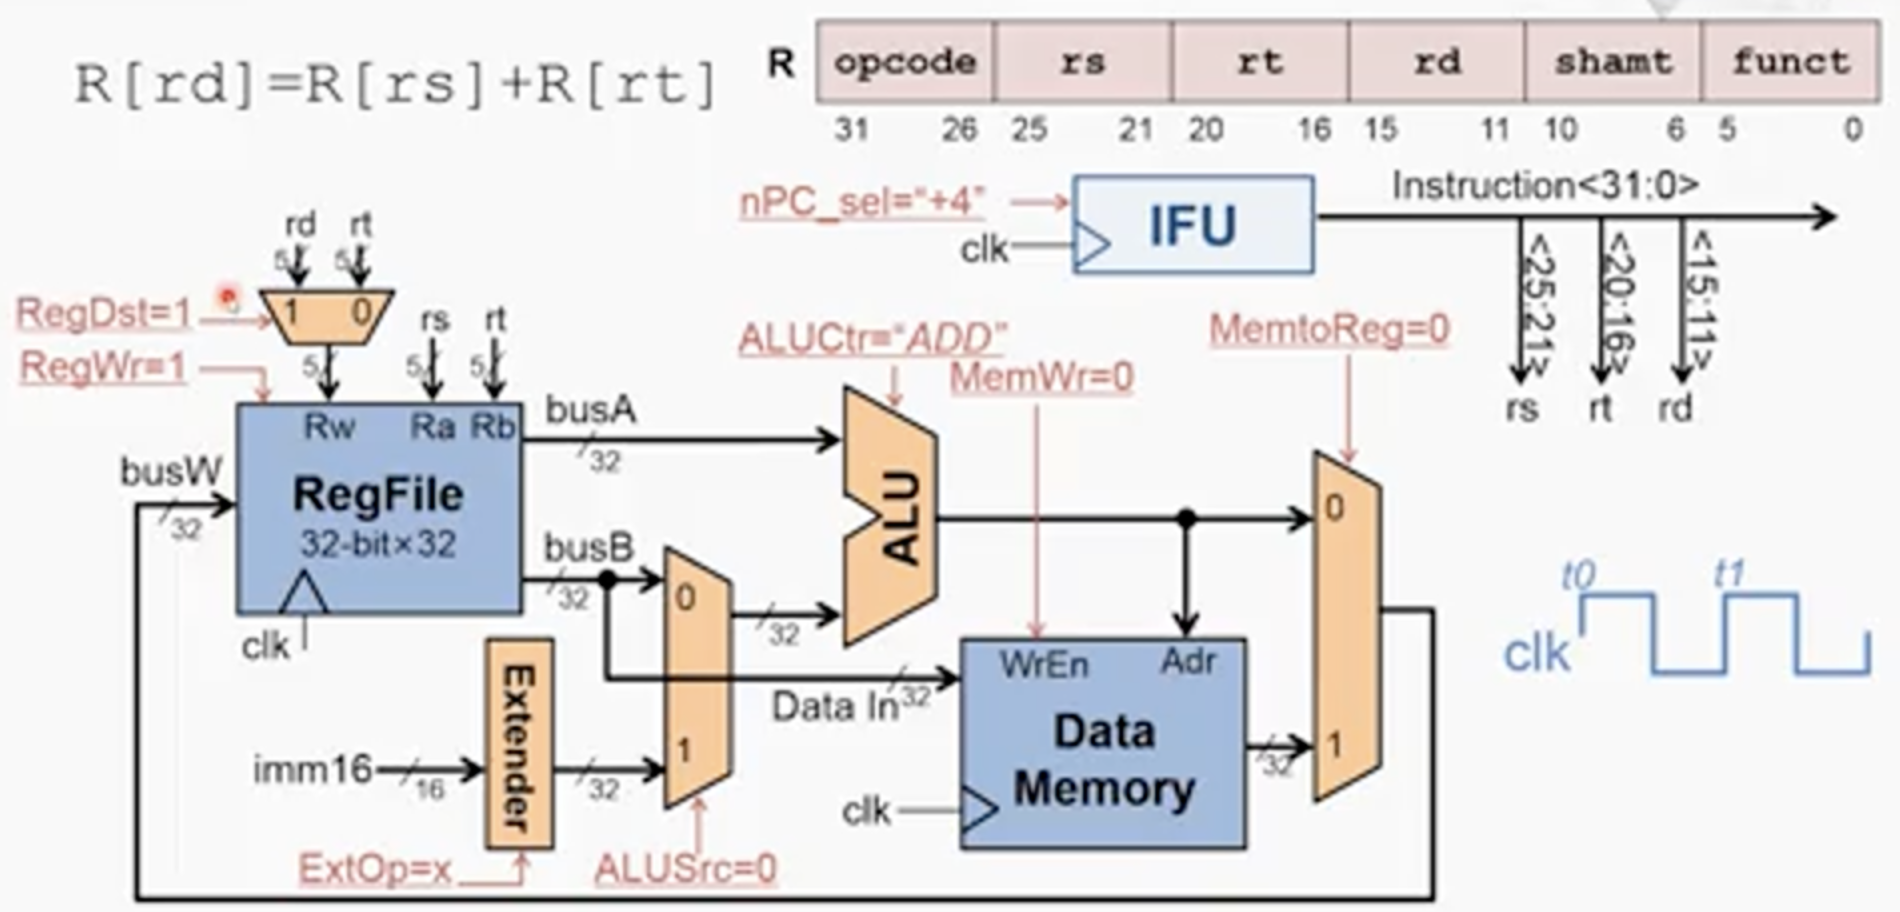 R[rd]=R[rs]+R[rt]
R opcode rs rt rd shamt funct
31 26 25 21 20 16 15 11 10 6 5 0
nPC_sel="+4"
IFU
clk
Instruction<31:0>
<25:21> <20:16> <15:11>
rs rt rd
rd rt
5 5
1 0
RegDst=1
RegWr=1
rs rt
5 5 5
Rw Ra Rb
RegFile
32-bit×32
clk
busW
32
busA
32
busB
32
ALUCtr="ADD"
MemWr=0
MemtoReg=0
ALU
0
1
32
Data In 32
imm16
16
Extender
32
ExtOp=x
ALUSrc=0
WrEn Adr
Data
Memory
clk
32
0
1
t0 t1
clk